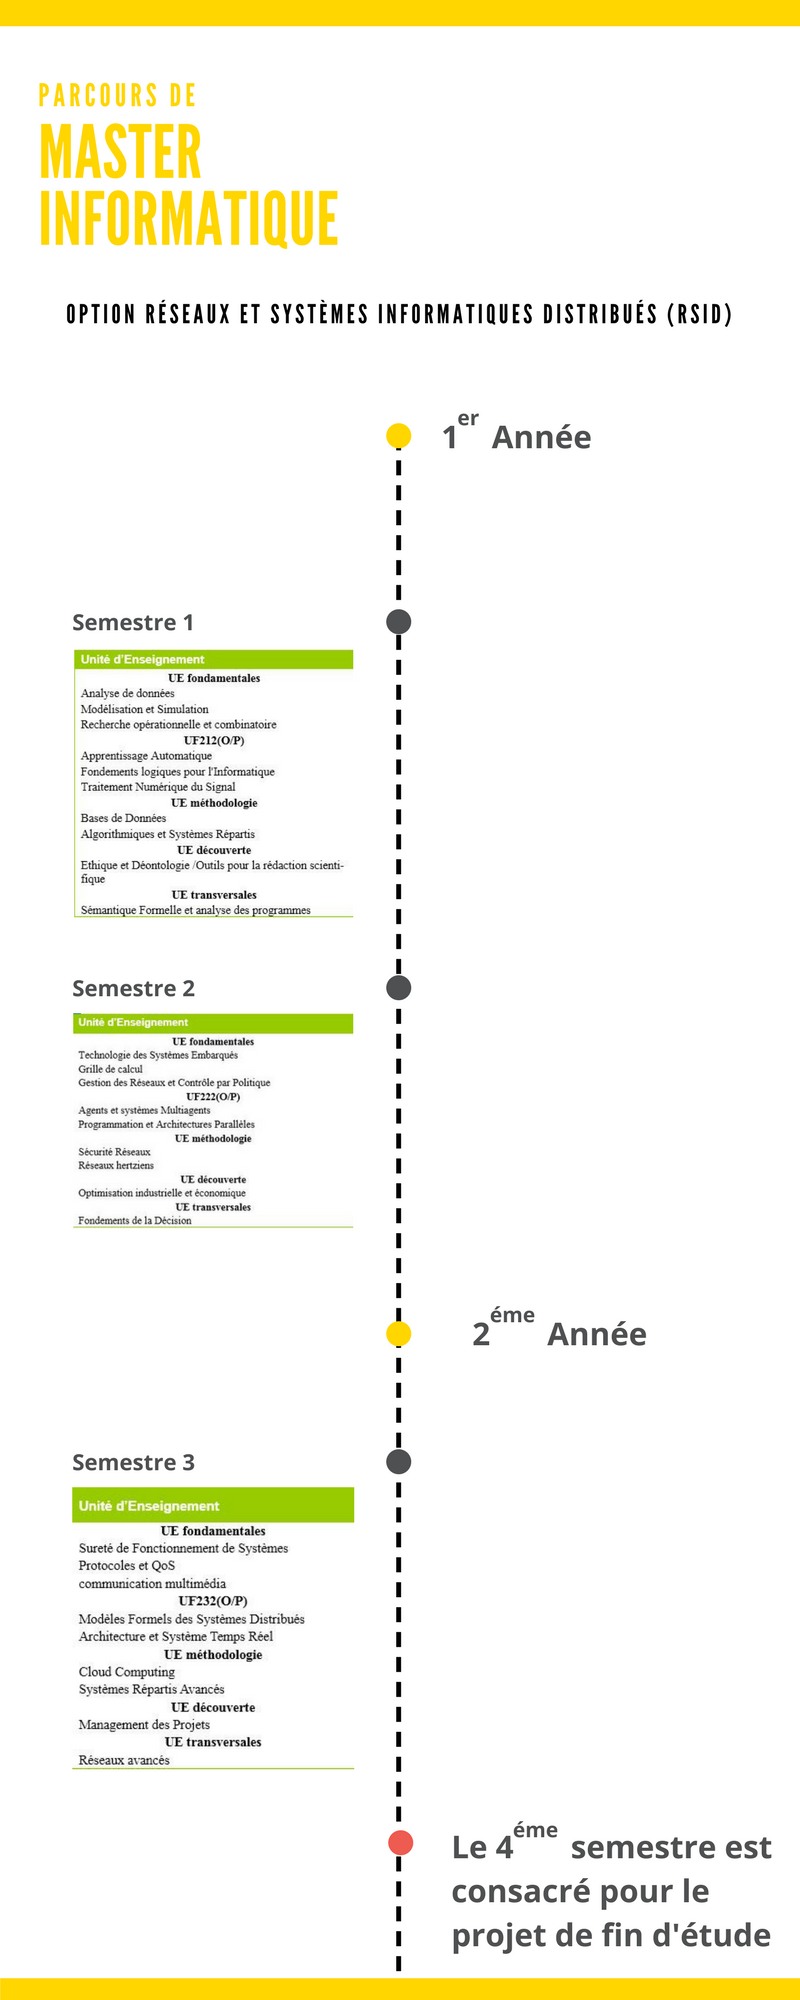 PARCOURS DE
MASTER
INFORMATIQUE
OPTION RÉSEAUX ET SYSTÈMES INFORMATIQUES DISTRIBUÉS (RSID)
1er Année
Semestre 1
Unité d'Enseignement
UE fondamentales
Analyse de données
Modélisation et Simulation
Recherche opérationnelle et combinatoire
UF212(O/P)
Apprentissage Automatique
Fondements logiques pour l'Informatique
Traitement Numérique du Signal
UE méthodologie
Bases de Données
Algorithmiques et Systèmes Répartis
UE découverte
Ethique et Déontologie /Outils pour la rédaction scienti-
fique
UE transversales
Sémantique Formelle et analyse des programmes
Semestre 2
Unité d'Enseignement
UE fondamentales
Technologie des Systèmes Embarqués
Grille de calcul
Gestion des Réseaux et Contrôle par Politique
UF222(O/P)
Agents et systèmes Multiagents
Programmation et Architectures Parallèles
UE méthodologie
Sécurité Réseaux
Réseaux hertziens
UE découverte
Optimisation industrielle et économique
UE transversales
Fondements de la Décision
2éme Année
Semestre 3
Unité d'Enseignement
UE fondamentales
Sureté de Fonctionnement de Systèmes
Protocoles et QoS
communication multimédia
UF232(O/P)
Modèles Formels des Systèmes Distribués
Architecture et Système Temps Réel
UE méthodologie
Cloud Computing
Systèmes Répartis Avancés
UE découverte
Management des Projets
UE transversales
Réseaux avancés
Le 4éme semestre est
consacré pour le
projet de fin d'étude